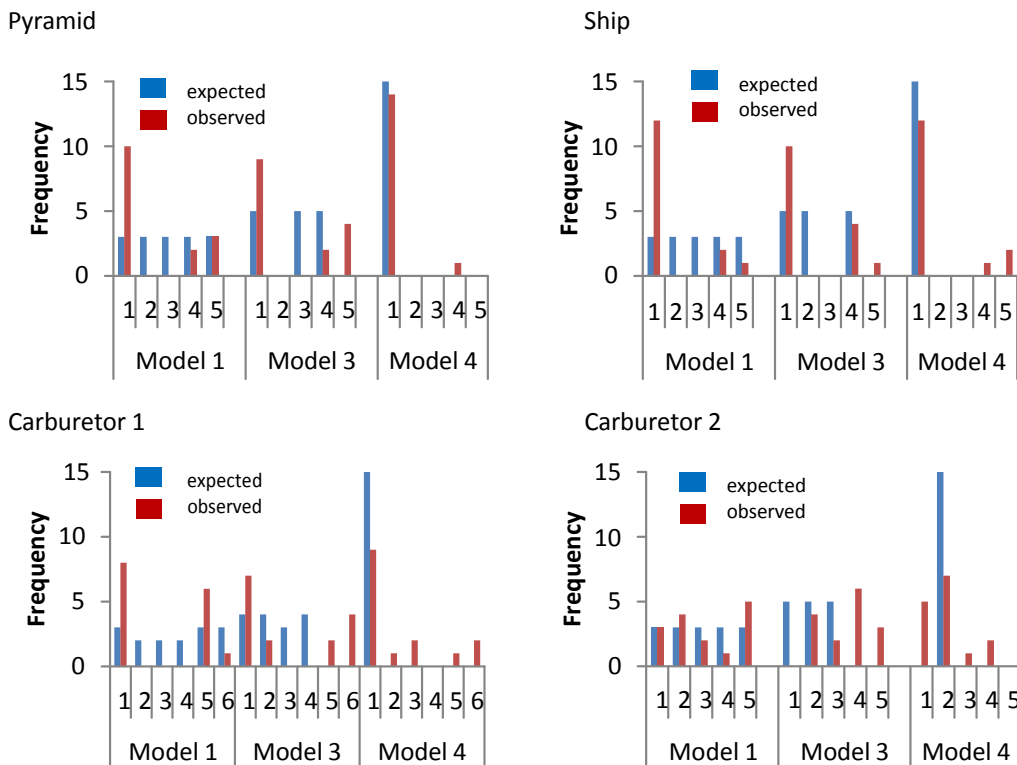 Pyramid
Ship
15
10
5
0
Frequency
expected
observed
1 2 3 4 5 1 2 3 4 5 1 2 3 4 5
Model 1 Model 3 Model 4
15
10
5
0
Frequency
expected
observed
1 2 3 4 5 1 2 3 4 5 1 2 3 4 5
Model 1 Model 3 Model 4
Carburetor 1
Carburetor 2
15
10
5
0
Frequency
expected
observed
1 2 3 4 5 6 1 2 3 4 5 6 1 2 3 4 5 6
Model 1 Model 3 Model 4
15
10
5
0
Frequency
expected
observed
1 2 3 4 5 1 2 3 4 5 1 2 3 4 5
Model 1 Model 3 Model 4